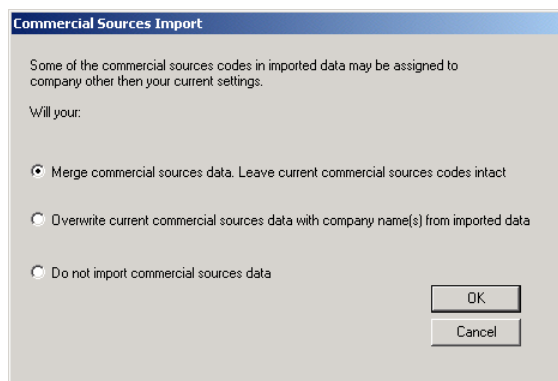 Commercial Sources Import
Some of the commercial sources codes in imported data may be assigned to
company other then your current settings.
Will your:
Merge commercial sources data. Leave current commercial sources codes intact
Overwrite current commercial sources data with company name(s) from imported data
Do not import commercial sources data
OK
Cancel